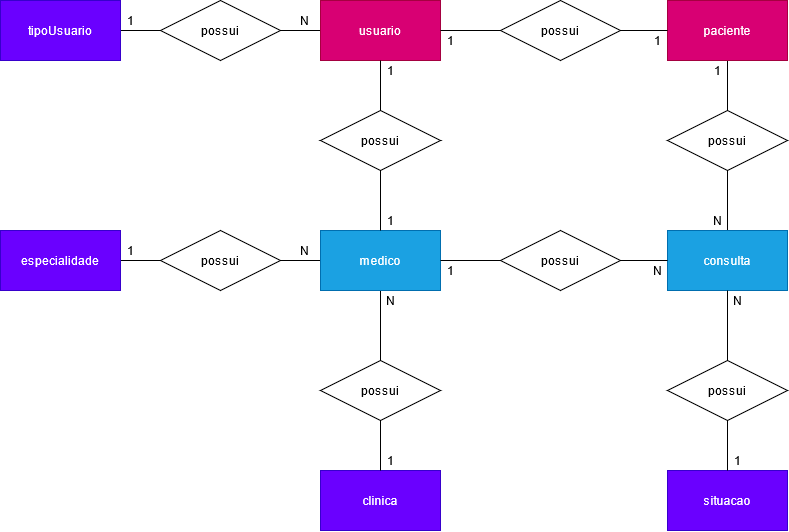 tipoUsuario
1
possui
N
usuario
1
possui
1
paciente
1
possui
1
1
possui
N
especialidade
1
possui
N
medico
1
possui
N
consulta
N
possui
1
N
possui
1
clinica
situacao